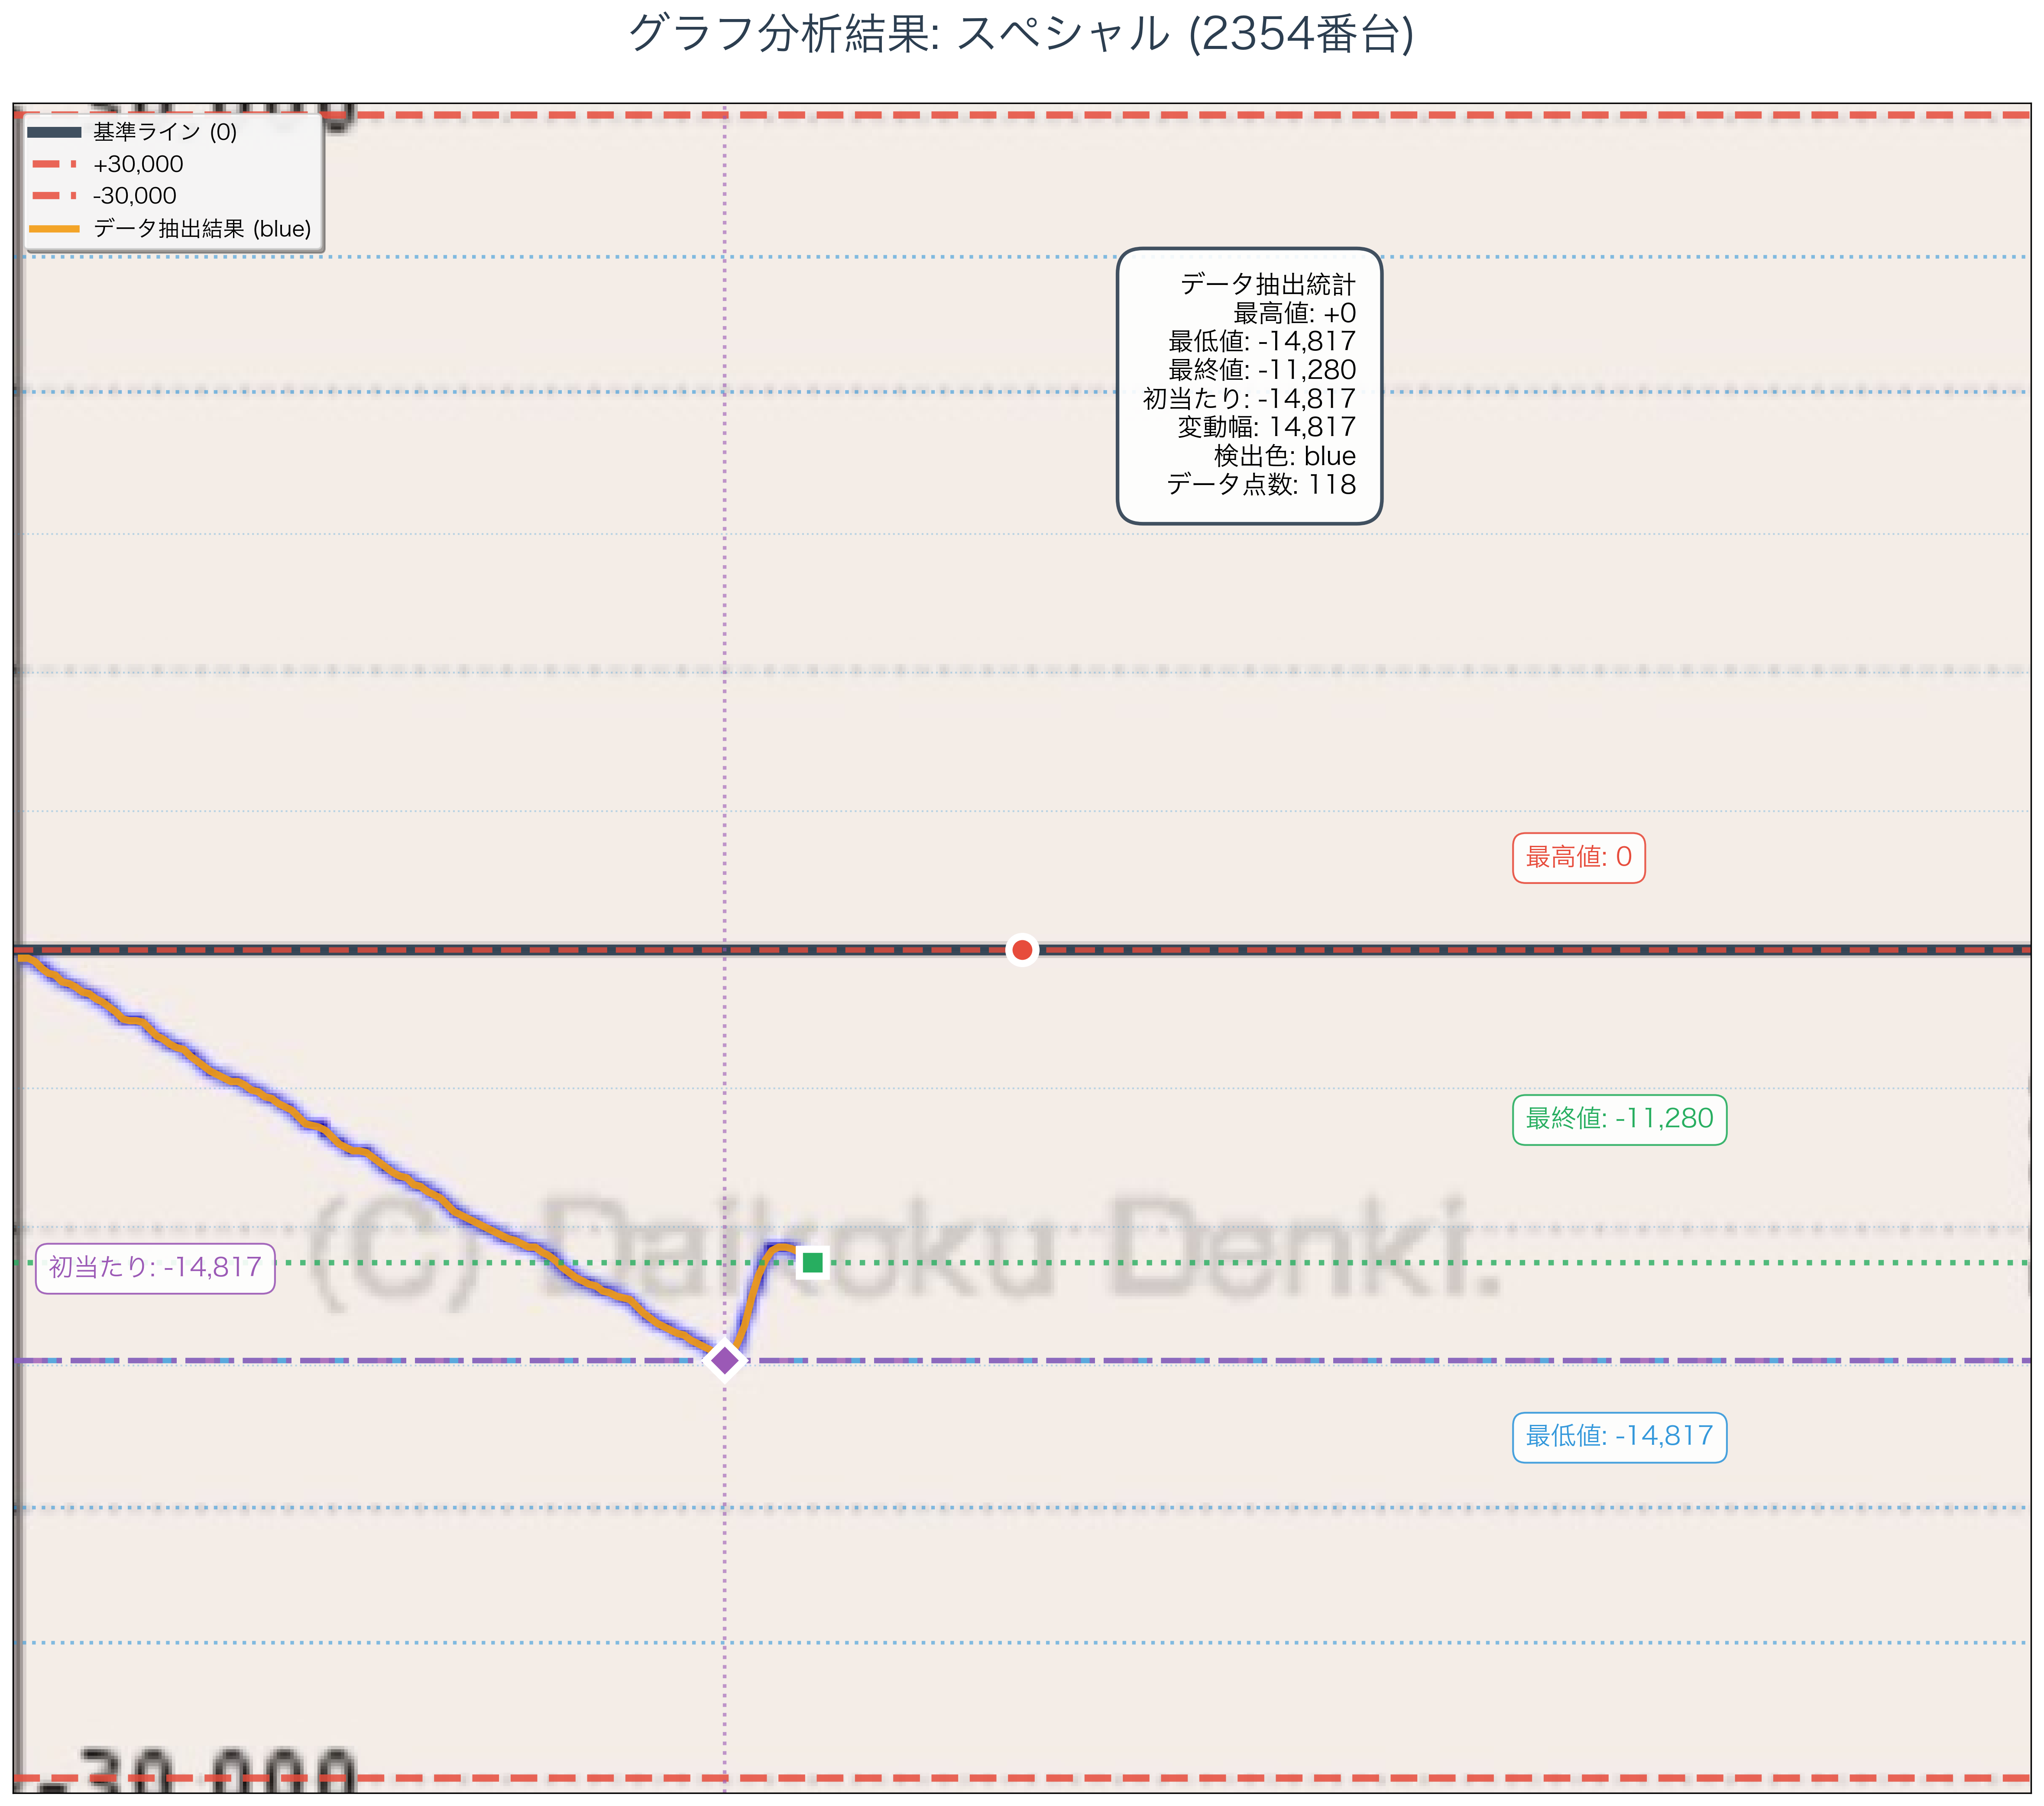 グラフ分析結果: スペシャル (2354番台)
基準ライン (0)
+30,000
-30,000
データ抽出結果 (blue)
データ抽出統計
最高値: +0
最低値: -14,817
最終値: -11,280
初当たり: -14,817
変動幅: 14,817
検出色: blue
データ点数: 118
最高値: 0
最終値: -11,280
(C) Daikoku Denki.
初当たり: -14,817
最低値: -14,817
-30,000